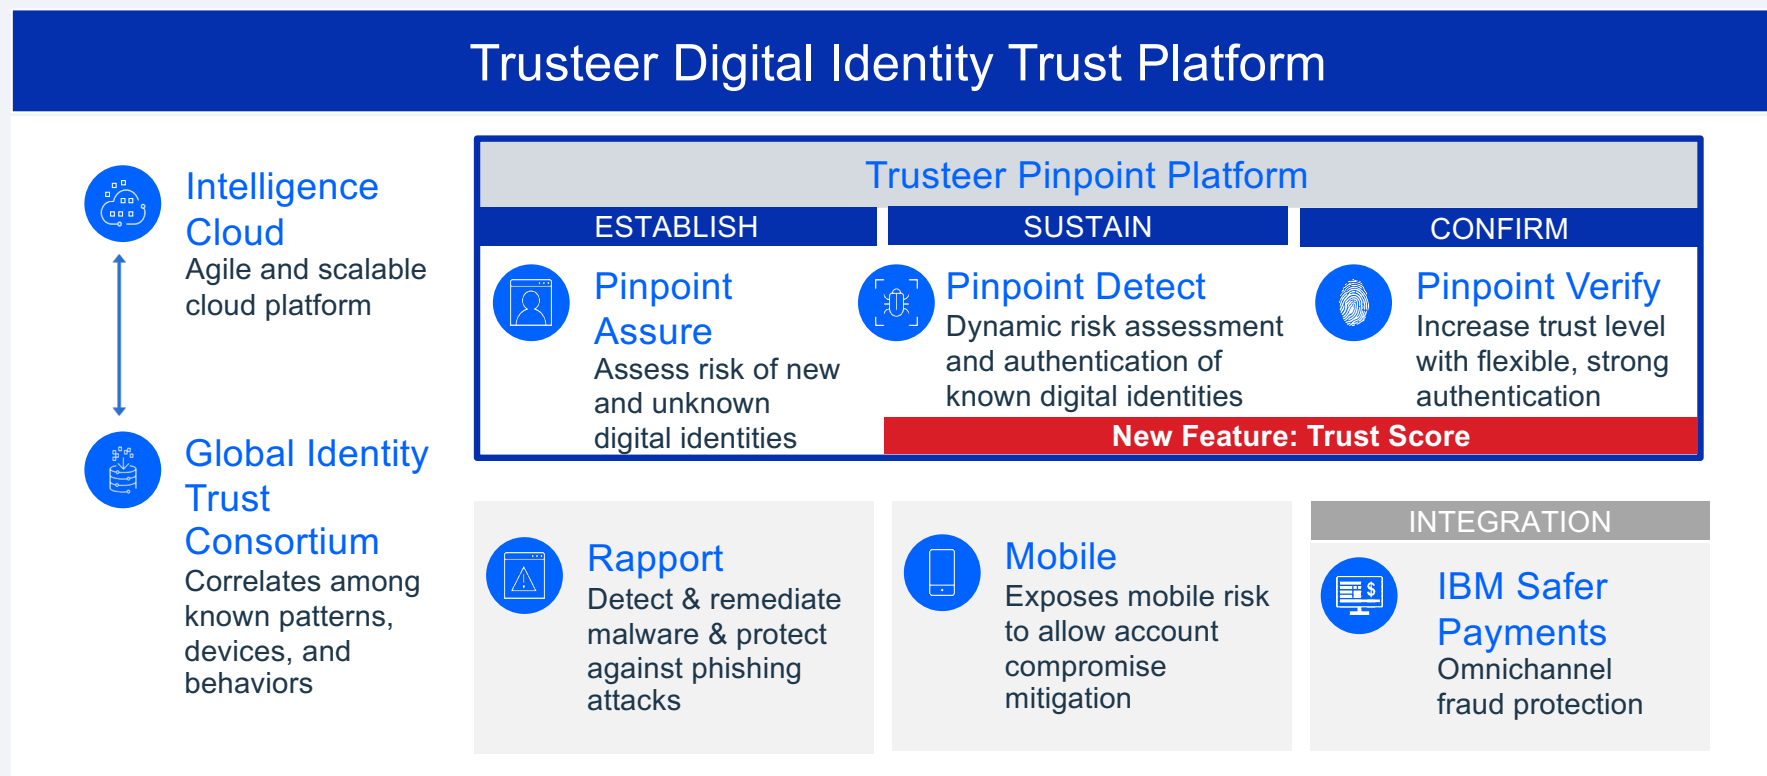 Trusteer Digital Identity Trust Platform
Intelligence
Cloud
Agile and scalable
cloud platform
Global Identity
Trust
Consortium
Correlates among
known patterns,
devices, and
behaviors
Trusteer Pinpoint Platform
ESTABLISH
Pinpoint
Assure
Assess risk of new
and unknown
digital identities
SUSTAIN
Pinpoint Detect
Dynamic risk assessment
and authentication of
known digital identities
CONFIRM
Pinpoint Verify
Increase trust level
with flexible, strong
authentication
New Feature: Trust Score
Rapport
Detect & remediate
malware & protect
against phishing
attacks
Mobile
Exposes mobile risk
to allow account
compromise
mitigation
INTEGRATION
$
IBM Safer
Payments
Omnichannel
fraud protection